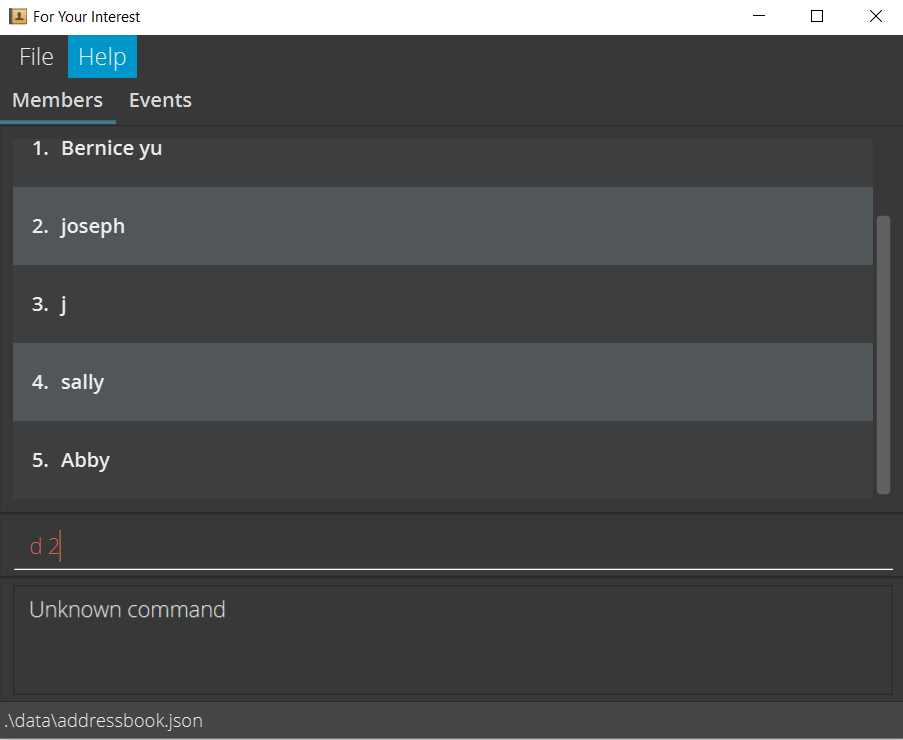 For Your Interest
File Help
Members Events
1. Bernice yu
2. joseph
3. j
4. sally
5. Abby
d 2
Unknown command
.\data\addressbook.json